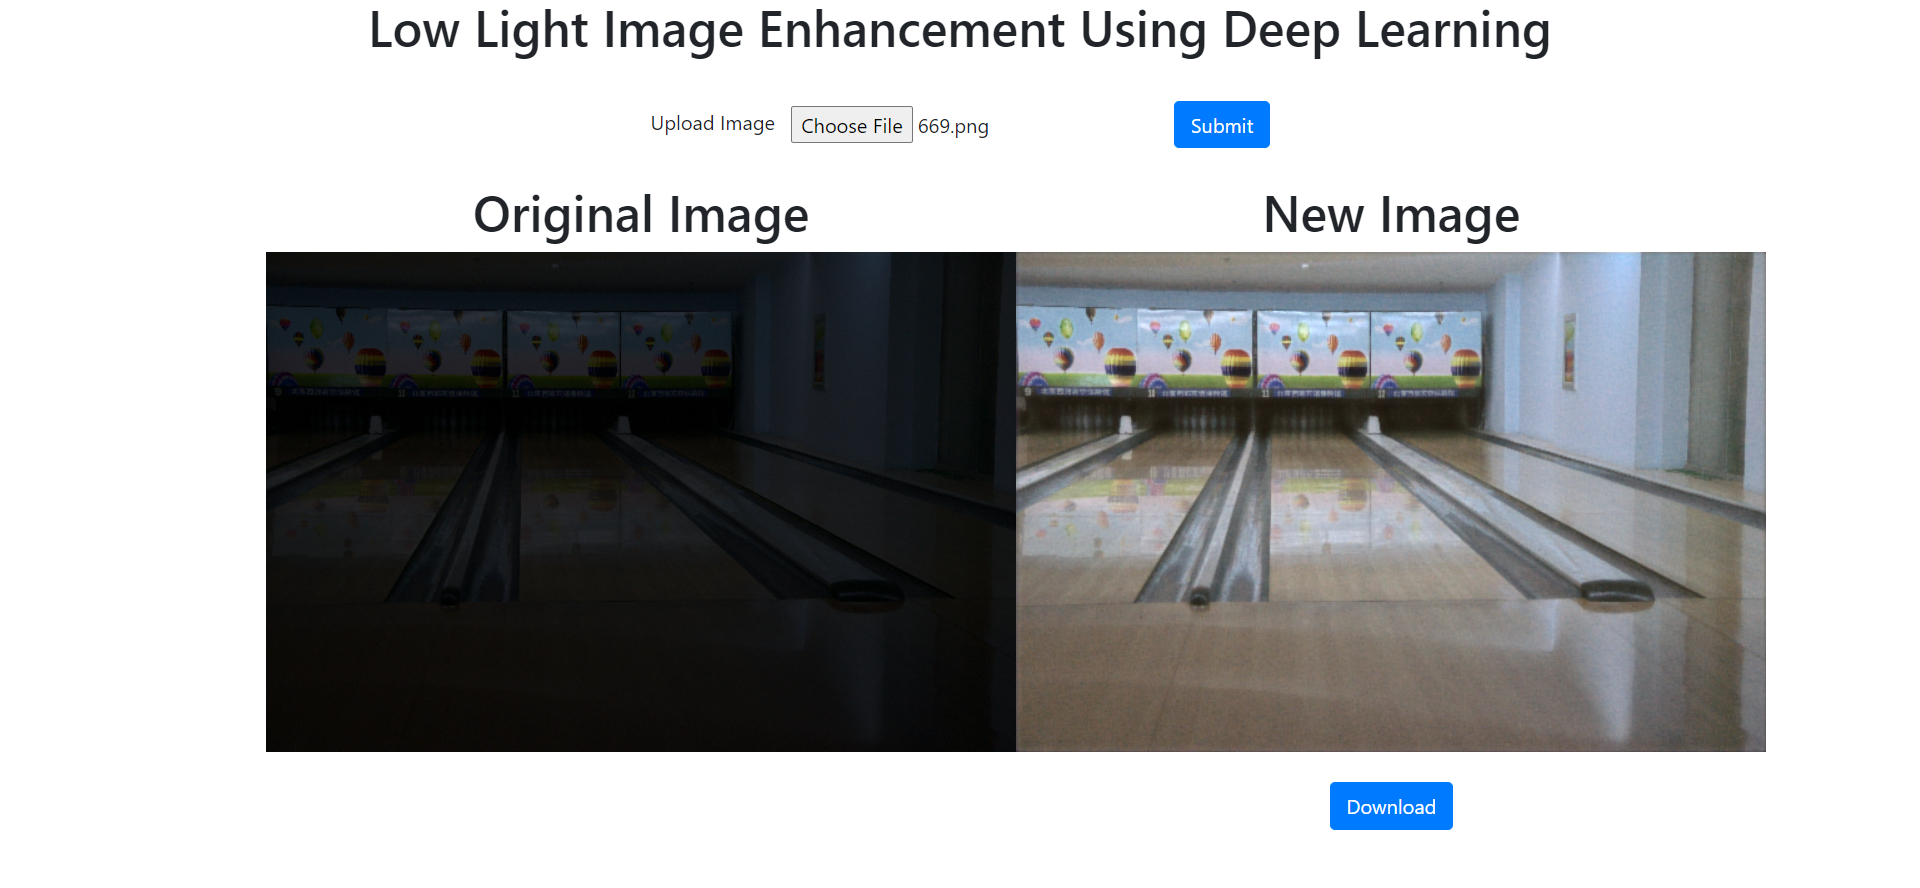 Low Light Image Enhancement Using Deep Learning
Upload Image Choose File 669.png Submit
Original Image New Image
Download